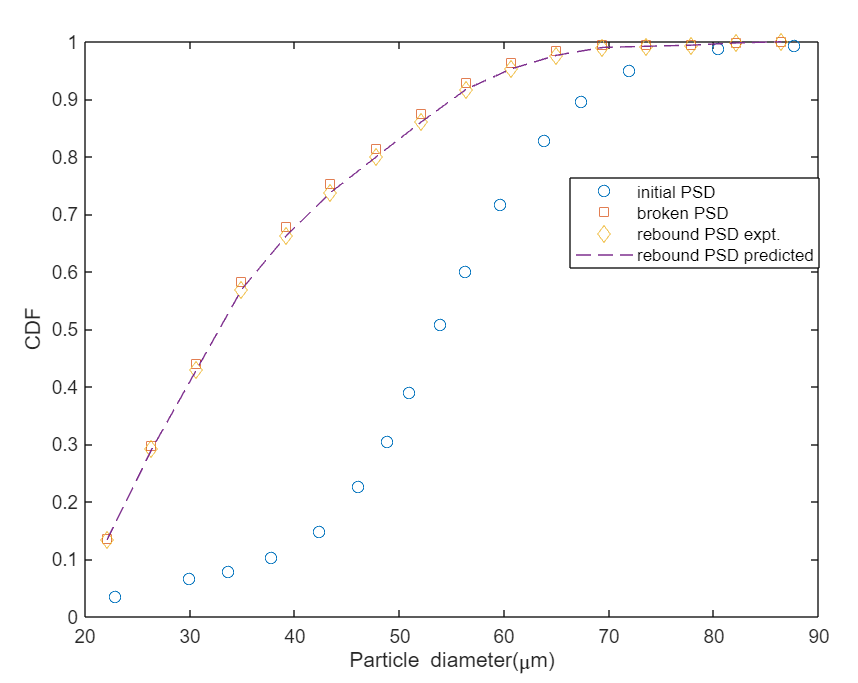 1
0.9
0.8
0.7
0.6
0.5
0.4
0.3
0.2
0.1
0
CDF
initial PSD
broken PSD
rebound PSD expt.
rebound PSD predicted
20 30 40 50 60 70 80 90
Particle diameter(μm)